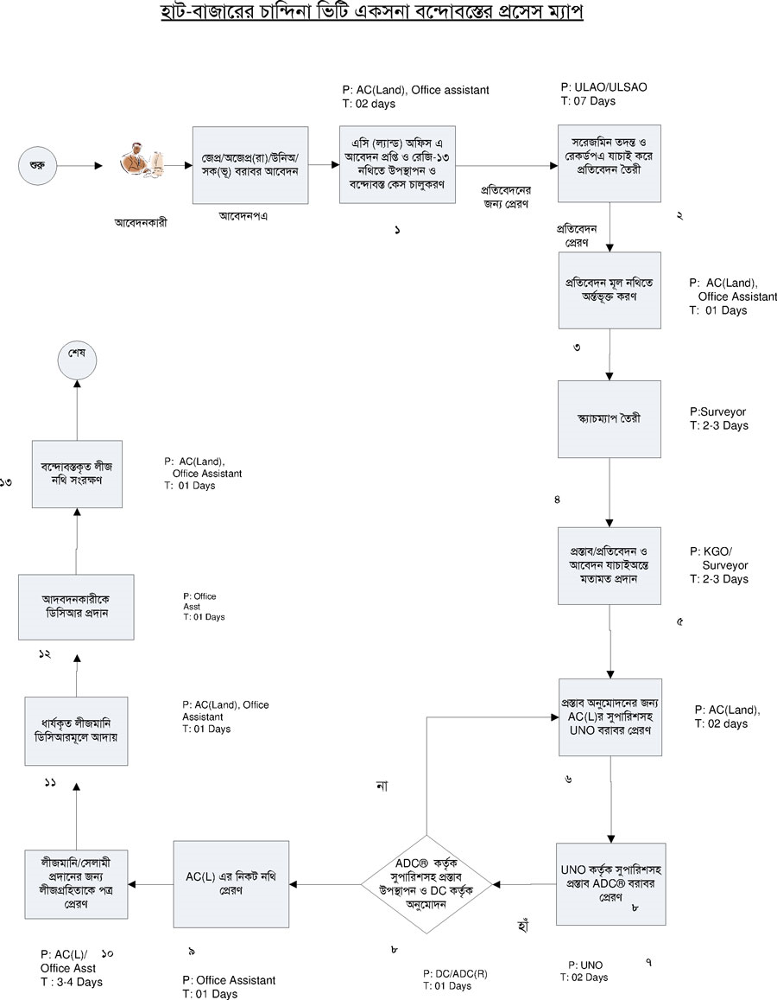 হাট-বাজারের চান্দিনা ভিটি একসনা বন্দোবস্তের প্রসেস ম্যাপ
শুরু
আবেদনকারী
জেপ্র/অজেপ্র(রা)/উনিঅ/
সক(ভূ) বরাবর আবেদন
আবেদনপএ
P: AC(Land), Office assistant
T: 02 days
এসি (ল্যান্ড) অফিস এ
আবেদন প্রপ্তি ও রেজি-১৩
নথিতে উপস্থাপন ও
বন্দোবস্ত কেস চালুকরণ
১
প্রতিবেদনের
জন্য প্রেরণ
P: ULAO/ULSAO
T: 07 Days
সরেজমিন তদন্ত ও
রেকর্ডপএ যাচাই করে
প্রতিবেদন তৈরী
২
প্রতিবেদন
প্রেরণ
প্রতিবেদন মূল নথিতে
অর্ন্তভূক্ত করণ
P: AC(Land),
Office Assistant
T: 01 Days
৩
স্ক্যাচম্যাপ তৈরী
P:Surveyor
T: 2-3 Days
৪
প্রস্তাব/প্রতিবেদন ও
আবেদন যাচাইঅন্তে
মতামত প্রদান
P: KGO/
Surveyor
T: 2-3 Days
৫
প্রস্তাব অনুমোদনের জন্য
AC(L)র সুপারিশসহ
UNO বরাবর প্রেরণ
P: AC(Land),
T: 02 days
৬
UNO কর্তৃক সুপারিশসহ
প্রস্তাব ADC® বরাবর
প্রেরণ
৮
P: UNO
T: 02 Days
৭
হাঁ
না
ADC® কর্তৃক
সুপারিশসহ প্রস্তাব
উপস্থাপন ও DC কর্তৃক
অনুমোদন
৮
P: DC/ADC(R)
T: 01 Days
AC(L) এর নিকট নথি
প্রেরণ
৯
P: Office Assistant
T: 01 Days
লীজমানি/সেলামী
প্রদানের জন্য
লীজগ্রহিতাকে পত্র
প্রেরণ
P: AC(L)/
Office Asst
T : 3-4 Days
১০
১১
ধার্যকৃত লীজমানি
ডিসিআরমূলে আদায়
P: AC(Land), Office
Assistant
T: 01 Days
১২
আদবদনকারীকে
ডিসিআর প্রদান
P: Office
Asst
T: 01 Days
১৩
বন্দোবস্তকৃত লীজ
নথি সংরক্ষণ
P: AC(Land),
Office Assistant
T: 01 Days
শেষ